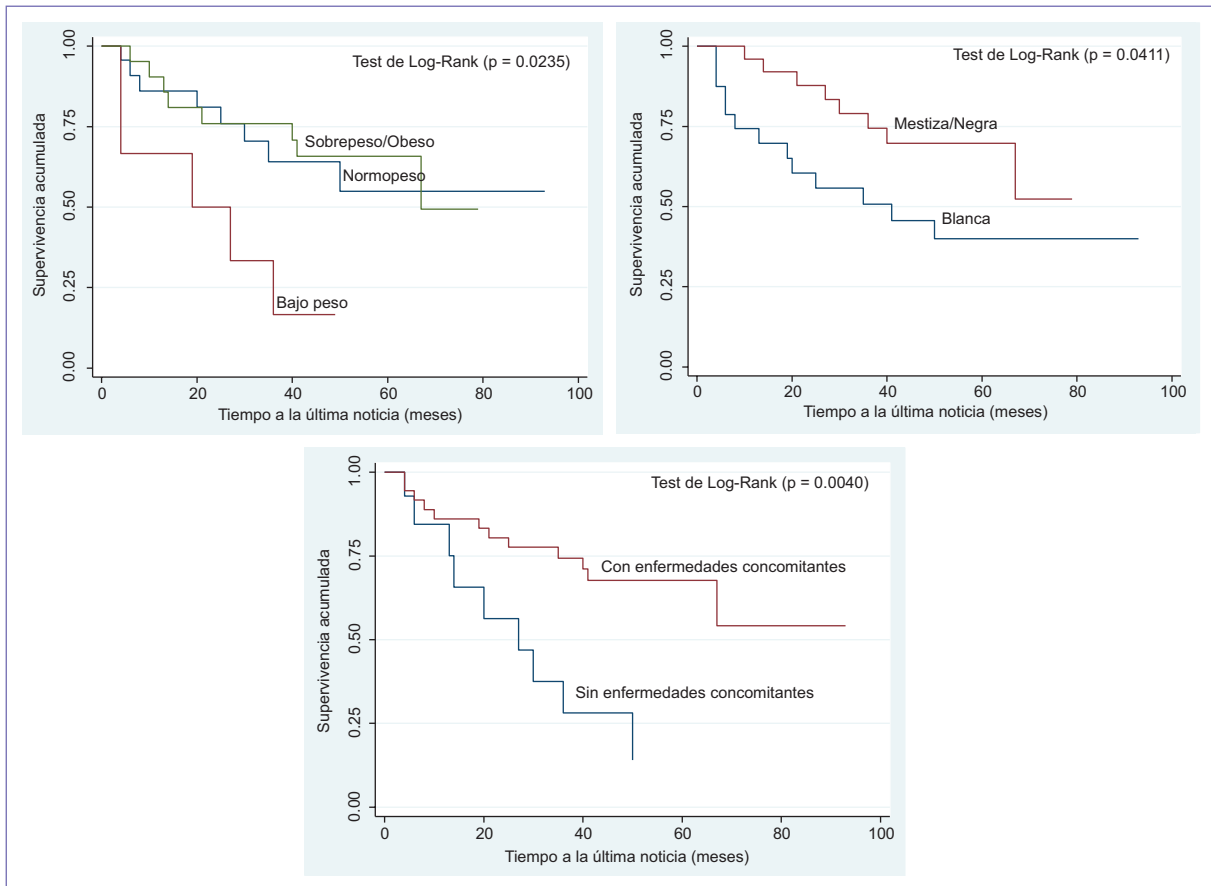 Test de Log-Rank (p = 0.0235)
Supervivencia acumulada
1.00
0.75
0.50
0.25
0.00
Sobrepeso/Obeso
Normopeso
Bajo peso
0 20 40 60 80 100
Tiempo a la última noticia (meses)
Test de Log-Rank (p = 0.0411)
Supervivencia acumulada
1.00
0.75
0.50
0.25
0.00
Mestiza/Negra
Blanca
0 20 40 60 80 100
Tiempo a la última noticia (meses)
Test de Log-Rank (p = 0.0040)
Supervivencia acumulada
1.00
0.75
0.50
0.25
0.00
Con enfermedades concomitantes
Sin enfermedades concomitantes
0 20 40 60 80 100
Tiempo a la última noticia (meses)